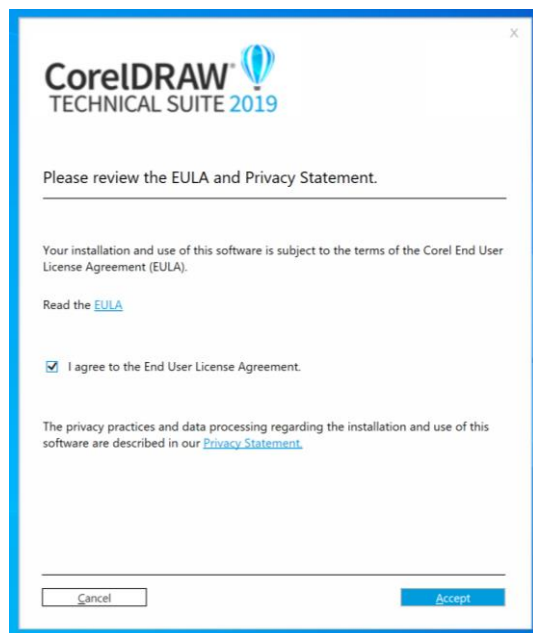 X
CorelDRAW®
TECHNICAL SUITE 2019
Please review the EULA and Privacy Statement.
Your installation and use of this software is subject to the terms of the Corel End User
License Agreement (EULA).
Read the EULA
I agree to the End User License Agreement.
The privacy practices and data processing regarding the installation and use of this
software are described in our Privacy Statement.
Cancel
Accept